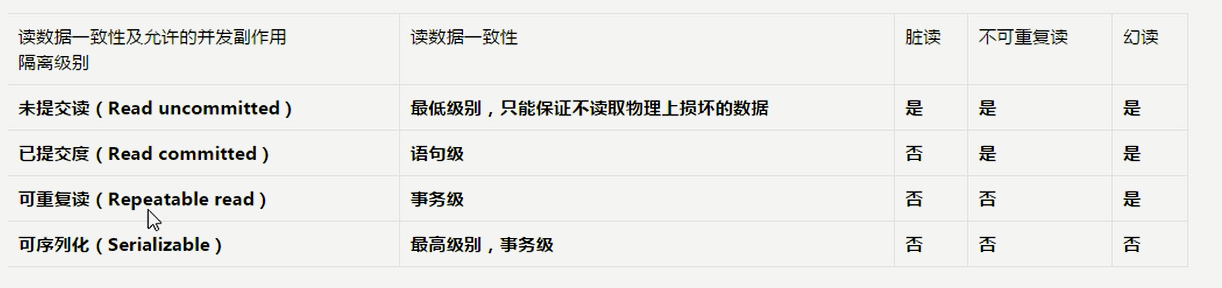 读数据一致性及允许的并发副作用
隔离级别 读数据一致性 脏读 不可重复读 幻读
未提交读（Read uncommitted） 最低级别，只能保证不读取物理上损坏的数据 是 是 是
已提交度（Read committed） 语句级 否 是 是
可重复读（Repeatable read） 事务级 否 否 是
可序列化（Serializable） 最高级别，事务级 否 否 否